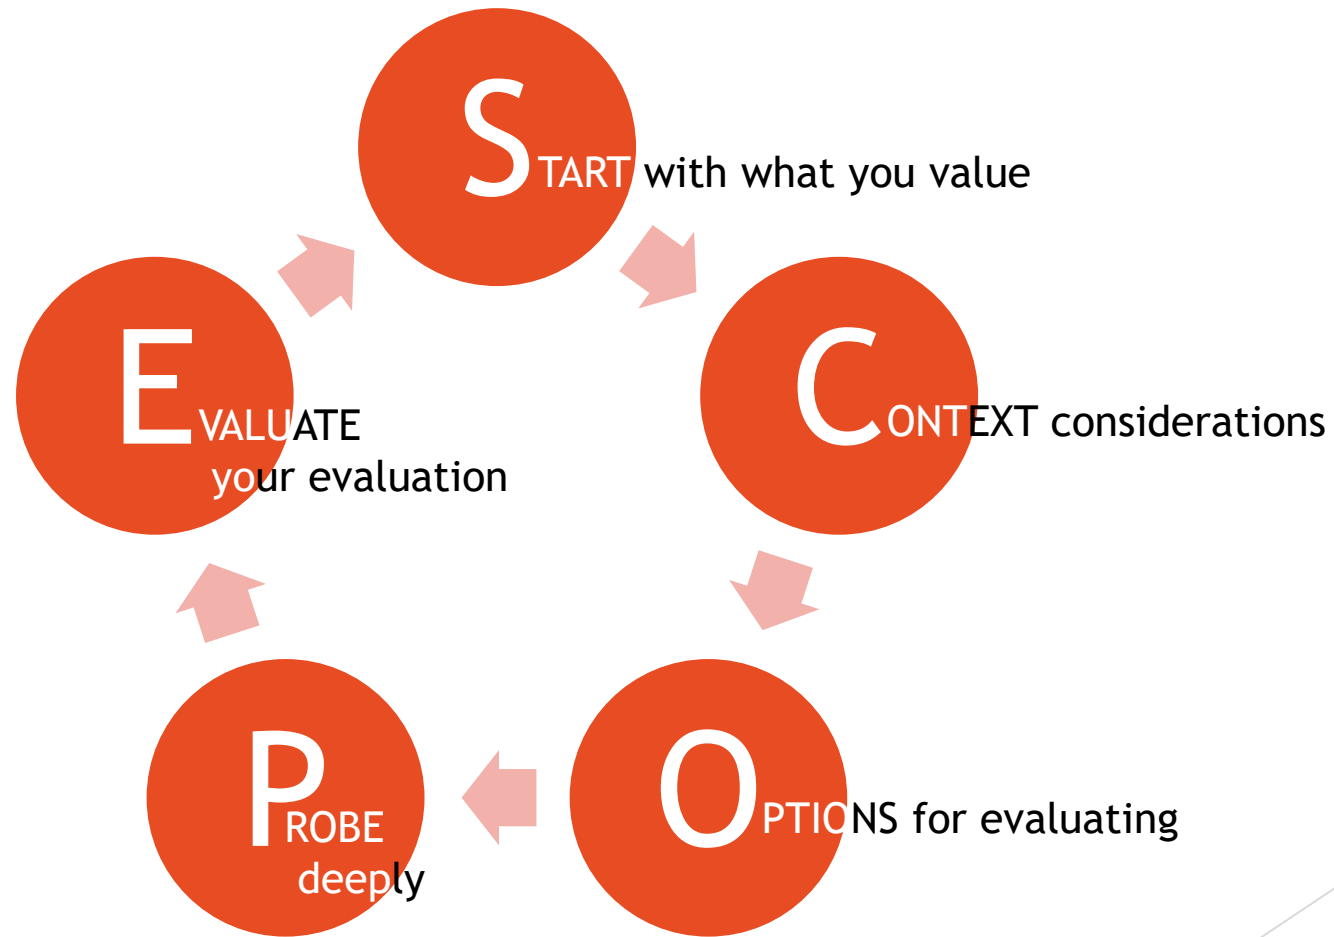 START with what you value
CONTEXT considerations
OPTIONS for evaluating
PROBE
deeply
EVALUATE
your evaluation